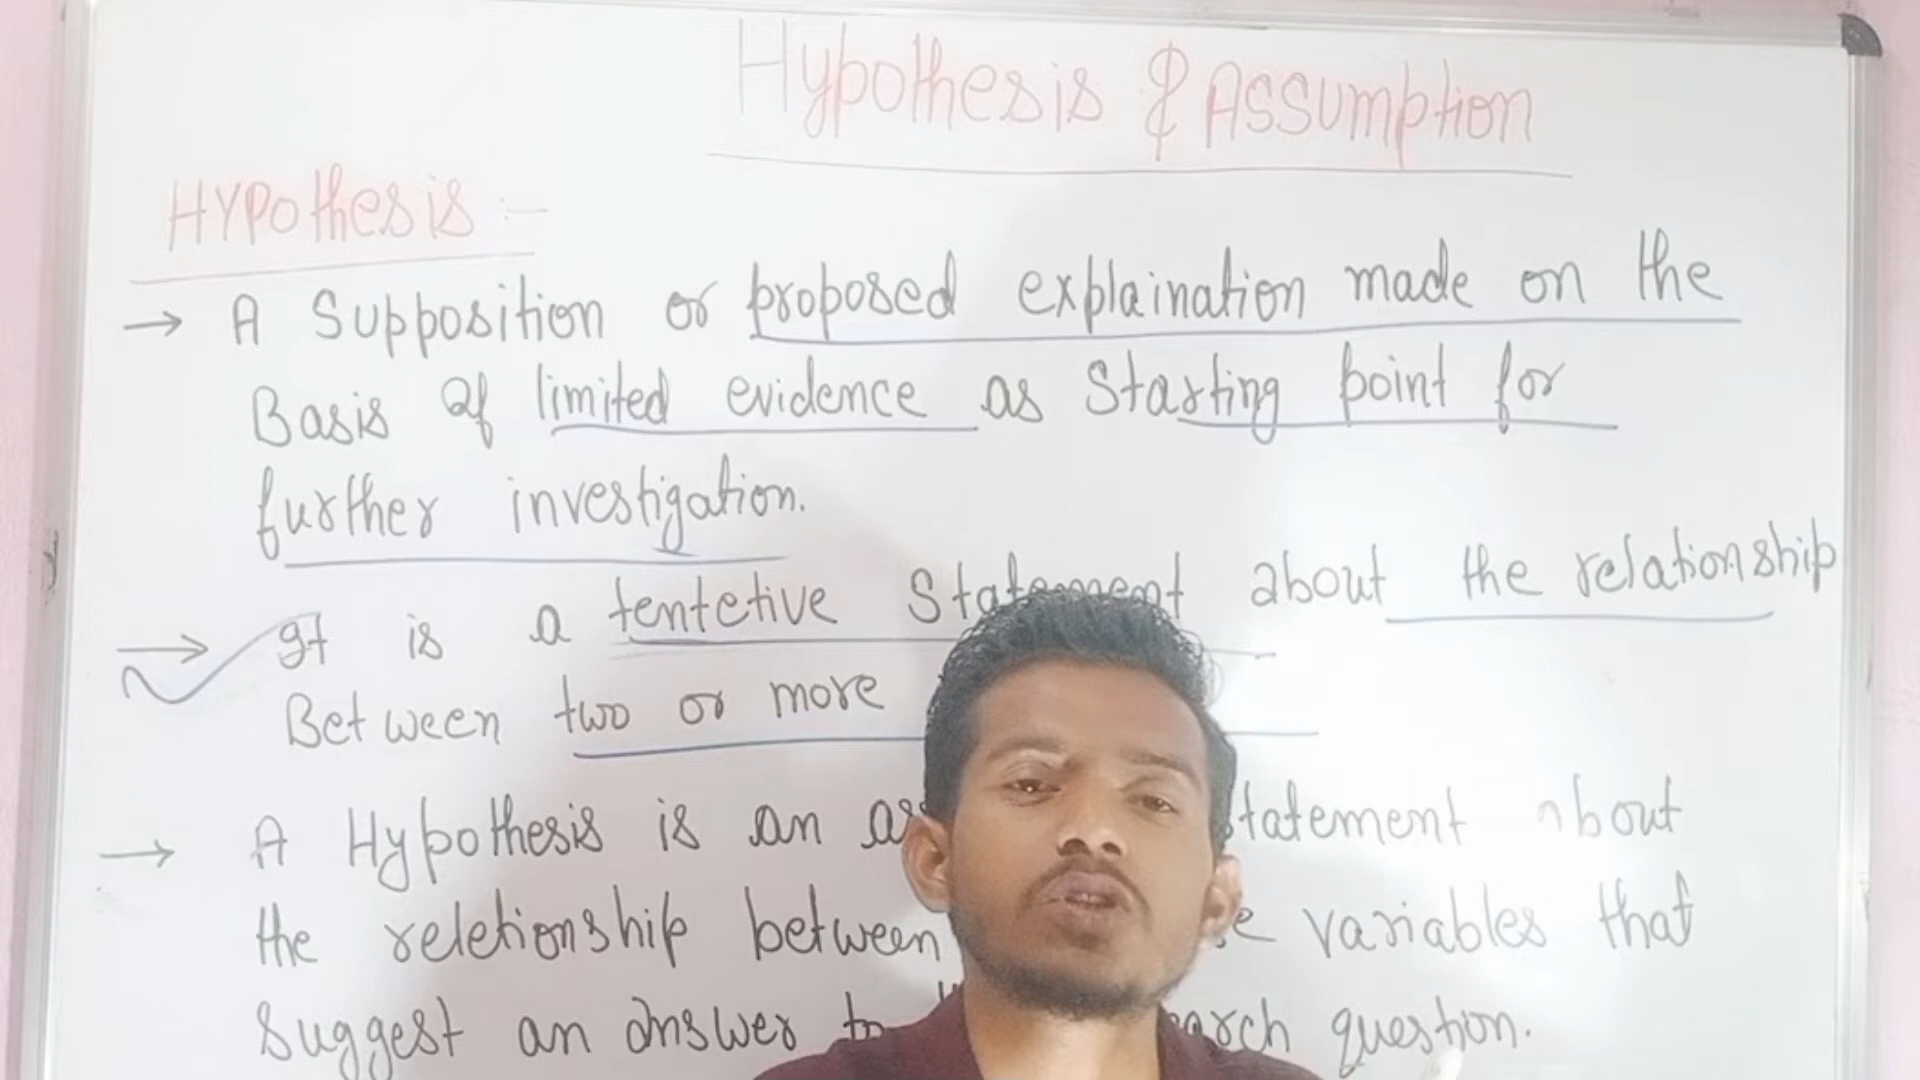 Hypothesis & Assumption
Hypothesis :-
→ A Supposition or proposed explaination made on the
Basis of limited evidence as starting point for
further investigation.
→ It is a tentetive Statement about the relationship
Between two or more
→ A Hypothesis is an statement about
the reletionship between variables that
suggest an answer to question.